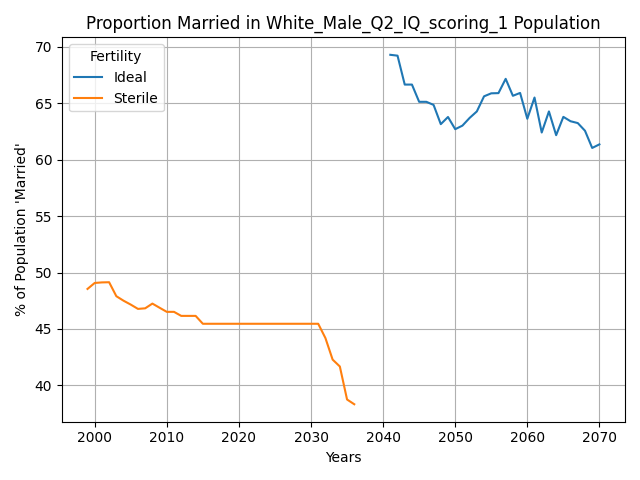 Proportion Married in White_Male_Q2_IQ_scoring_1 Population
% of Population 'Married'
Fertility
Ideal
Sterile
70
65
60
55
50
45
40
2000 2010 2020 2030 2040 2050 2060 2070
Years